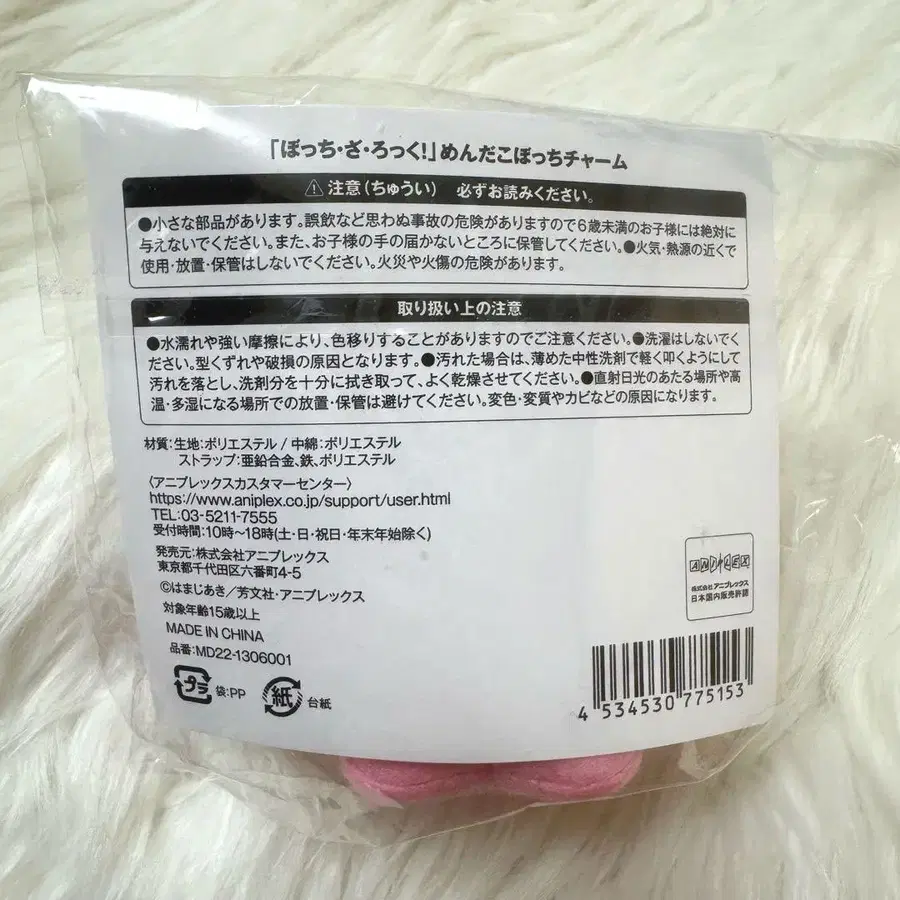 「ぼっち・ざ・ろっく!」めんだこぼっちチャーム
⚠注意(ちゅうい) 必ずお読みください。
●小さな部品があります。誤飲など思わぬ事故の危険がありますので6歳未満のお子様には絶対に
与えないでください。また、お子様の手の届かないところに保管してください。●火気・熱源の近くで
使用・放置・保管はしないでください。火災や火傷の危険があります。
取り扱い上の注意
●水濡れや強い摩擦により、色移りすることがありますのでご注意ください。●洗濯はしないでく
ださい。型くずれや破損の原因となります。●汚れた場合は、薄めた中性洗剤で軽く叩くようにして
汚れを落とし、洗剤分を十分に拭き取って、よく乾燥させてください。●直射日光のあたる場所や高
温・多湿になる場所での放置・保管は避けてください。変色・変質やカビなどの原因になります。
材質:生地:ポリエステル / 中綿:ポリエステル
ストラップ:亜鉛合金、鉄、ポリエステル
〈アニプレックスカスタマーセンター〉
https://www.aniplex.co.jp/support/user.html
TEL:03-5211-7555
受付時間:10時~18時(土・日・祝日・年末年始除く)
発売元:株式会社アニプレックス
東京都千代田区六番町4-5
©はまじあき/芳文社・アニプレックス
対象年齢15歳以上
MADE IN CHINA
品番:MD22-1306001
プラ 袋:PP 紙 台紙
ANIPLEX
株式会社アニプレックス
日本国内販売許諾
4 534530 775153